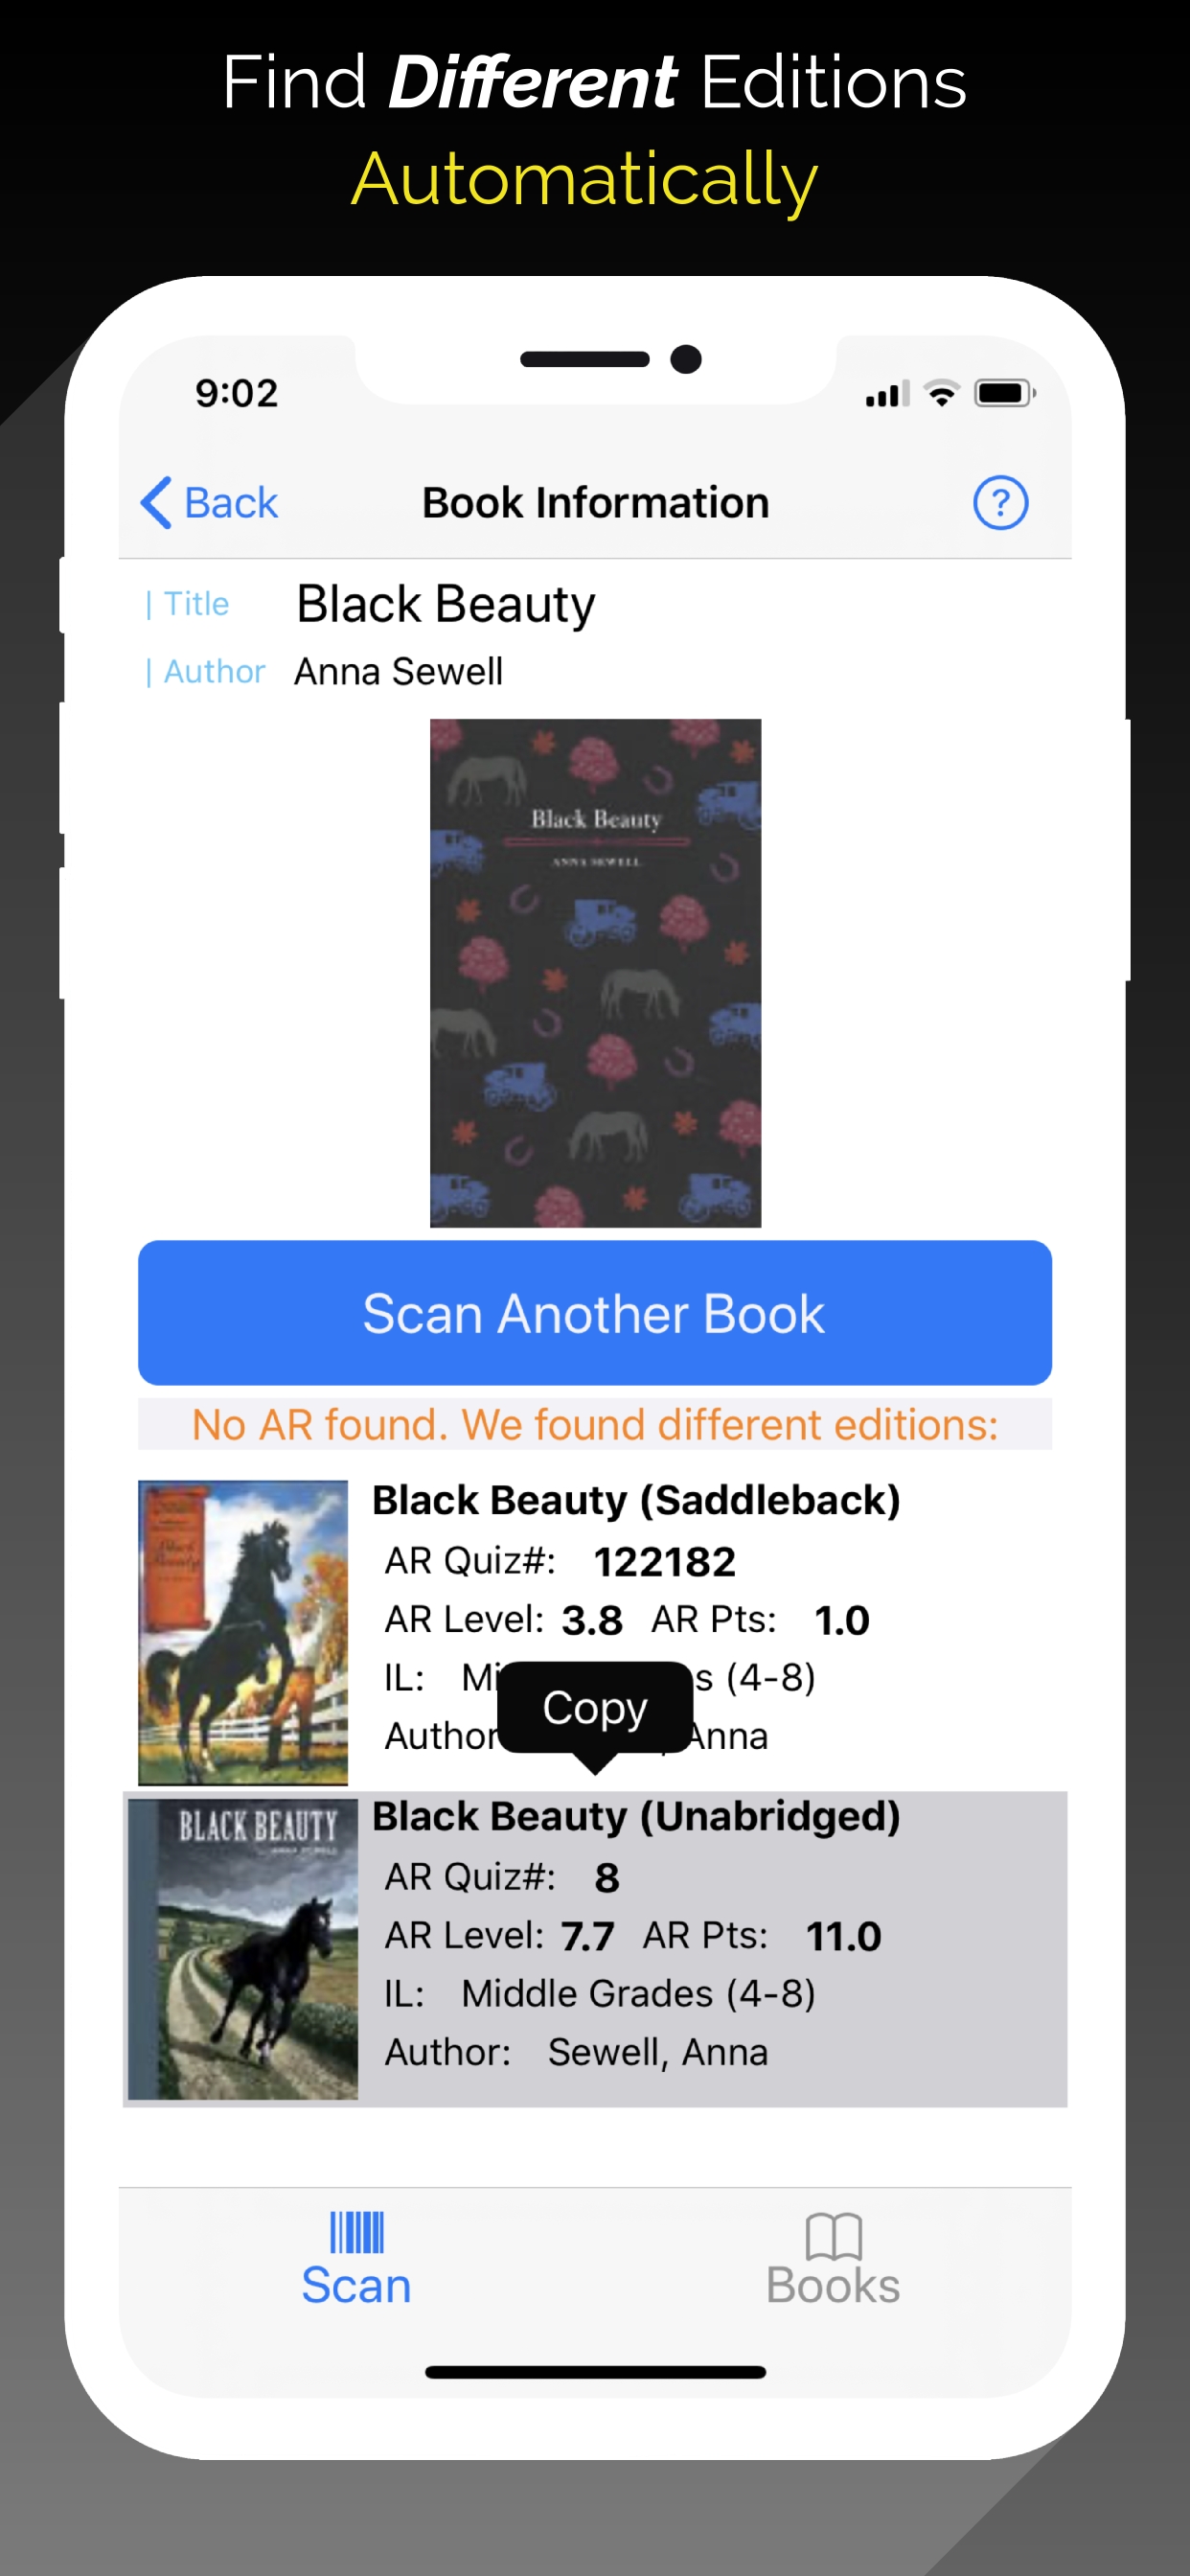 Find Different Editions
Automatically
9:02
Back
Book Information
?
| Title Black Beauty
| Author Anna Sewell
Black Beauty
ANNA SEWELL
Scan Another Book
No AR found. We found different editions:
Black Beauty (Saddleback)
AR Quiz#: 122182
AR Level: 3.8 AR Pts: 1.0
IL: Mi s (4-8)
Copy
Author Anna
BLACK BEAUTY
ANNA SEWELL
Black Beauty (Unabridged)
AR Quiz#: 8
AR Level: 7.7 AR Pts: 11.0
IL: Middle Grades (4-8)
Author: Sewell, Anna
Scan
Books